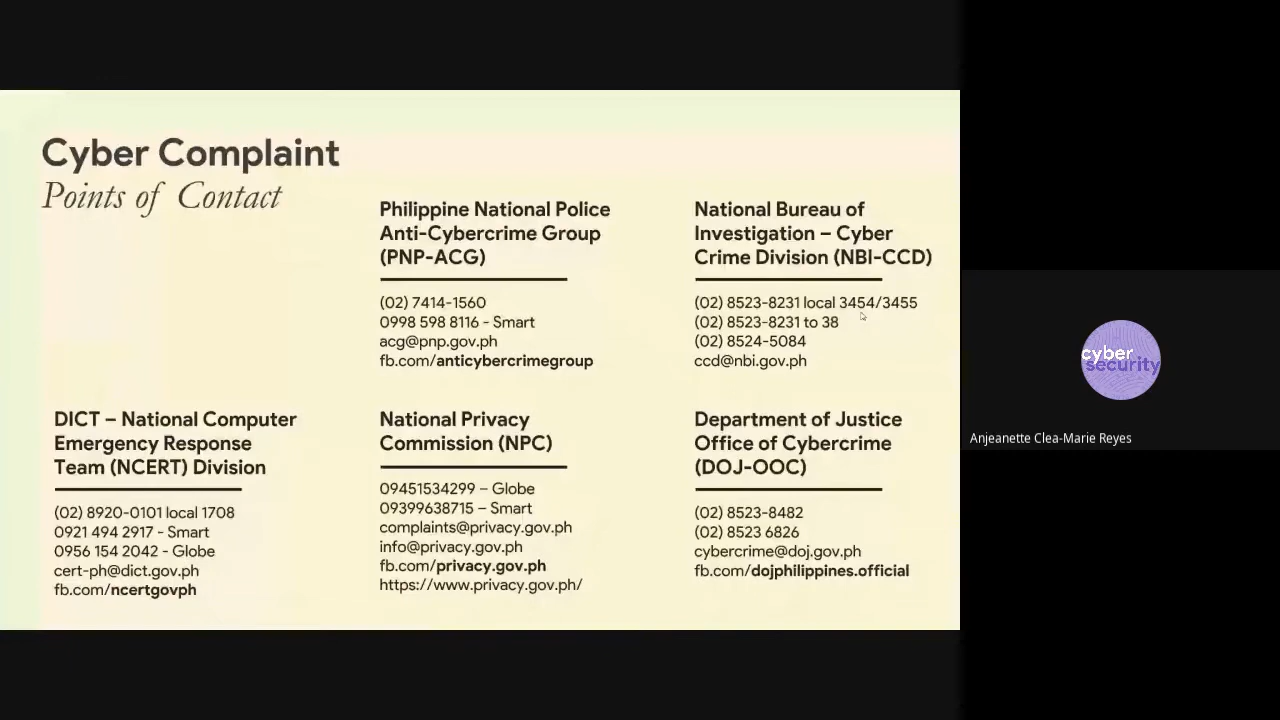 Cyber Complaint
Points of Contact
Philippine National Police
Anti-Cybercrime Group
(PNP-ACG)
(02) 7414-1560
0998 598 8116 - Smart
acg@pnp.gov.ph
fb.com/anticybercrimegroup
National Bureau of
Investigation – Cyber
Crime Division (NBI-CCD)
(02) 8523-8231 local 3454/3455
(02) 8523-8231 to 38
(02) 8524-5084
ccd@nbi.gov.ph
DICT – National Computer
Emergency Response
Team (NCERT) Division
(02) 8920-0101 local 1708
0921 494 2917 - Smart
0956 154 2042 - Globe
cert-ph@dict.gov.ph
fb.com/ncertgovph
National Privacy
Commission (NPC)
09451534299 – Globe
09399638715 – Smart
complaints@privacy.gov.ph
info@privacy.gov.ph
fb.com/privacy.gov.ph
https://www.privacy.gov.ph/
Department of Justice
Office of Cybercrime
(DOJ-OOC)
(02) 8523-8482
(02) 8523 6826
cybercrime@doj.gov.ph
fb.com/dojphilippines.official
cyber
security
Anjeanette Clea-Marie Reyes